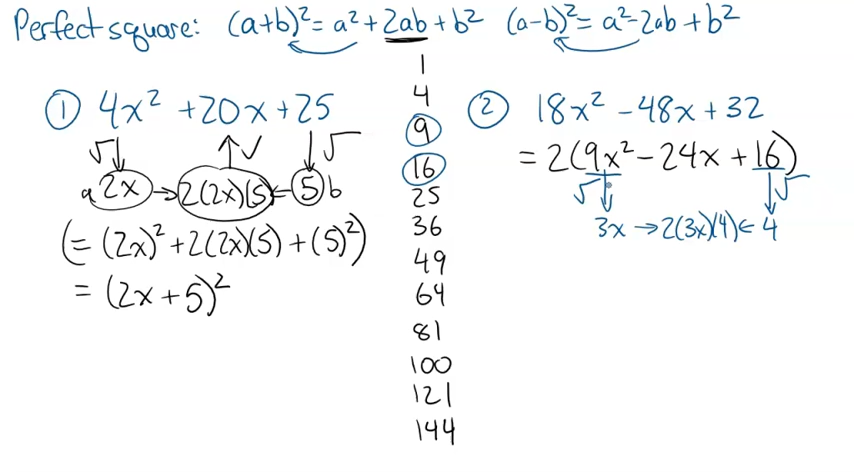 Perfect square: (a+b)² = a² + 2ab + b² (a-b)² = a² - 2ab + b²
① 4x² + 20x + 25
√ ✓ √
a 2x → 2(2x)(5) ← 5 b
(= (2x)² + 2(2x)(5) + (5)²)
= (2x + 5)²
1
4
9
16
25
36
49
64
81
100
121
144
② 18x² - 48x + 32
= 2(9x² - 24x + 16)
√ √
3x → 2(3x)(4) ← 4